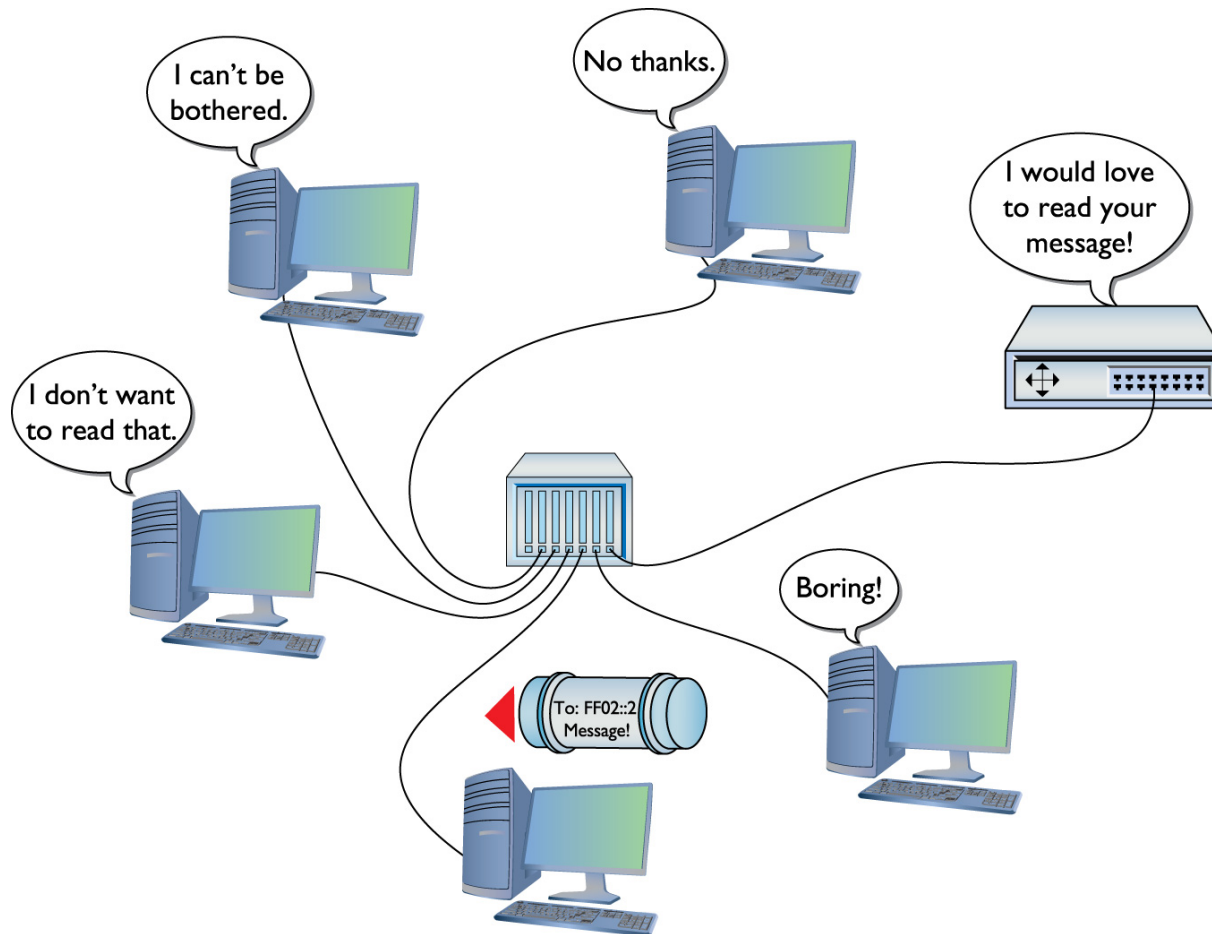 I can't be
bothered.
No thanks.
I would love
to read your
message!
I don't want
to read that.
Boring!
To: FF02::2
Message!